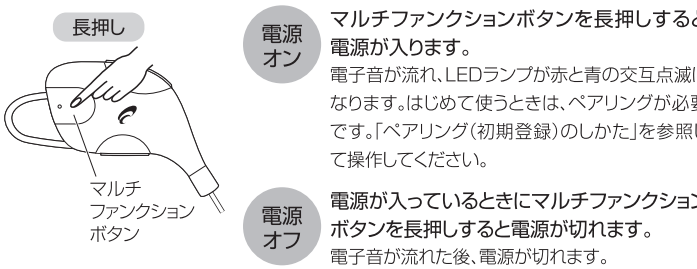 長押し
マルチ
ファンクション
ボタン
電源
オン
マルチファンクションボタンを長押しすると
電源が入ります。
電子音が流れ、LEDランプが赤と青の交互点滅に
なります。はじめて使うときは、ペアリングが必要
です。「ペアリング（初期登録）のしかた」を参照し
て操作してください。
電源
オフ
電源が入っているときにマルチファンクション
ボタンを長押しすると電源が切れます。
電子音が流れた後、電源が切れます。